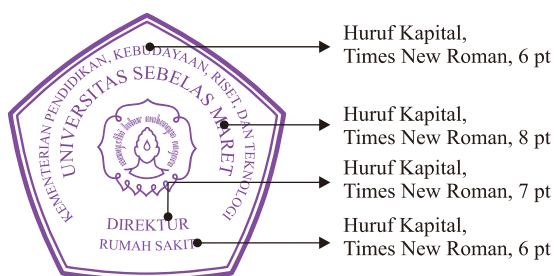 KEMENTERIAN PENDIDIKAN, KEBUDAYAAN, RISET, DAN TEKNOLOGI
UNIVERSITAS SEBELAS MARET
DIREKTUR
RUMAH SAKIT
Huruf Kapital,
Times New Roman, 6 pt
Huruf Kapital,
Times New Roman, 8 pt
Huruf Kapital,
Times New Roman, 7 pt
Huruf Kapital,
Times New Roman, 6 pt